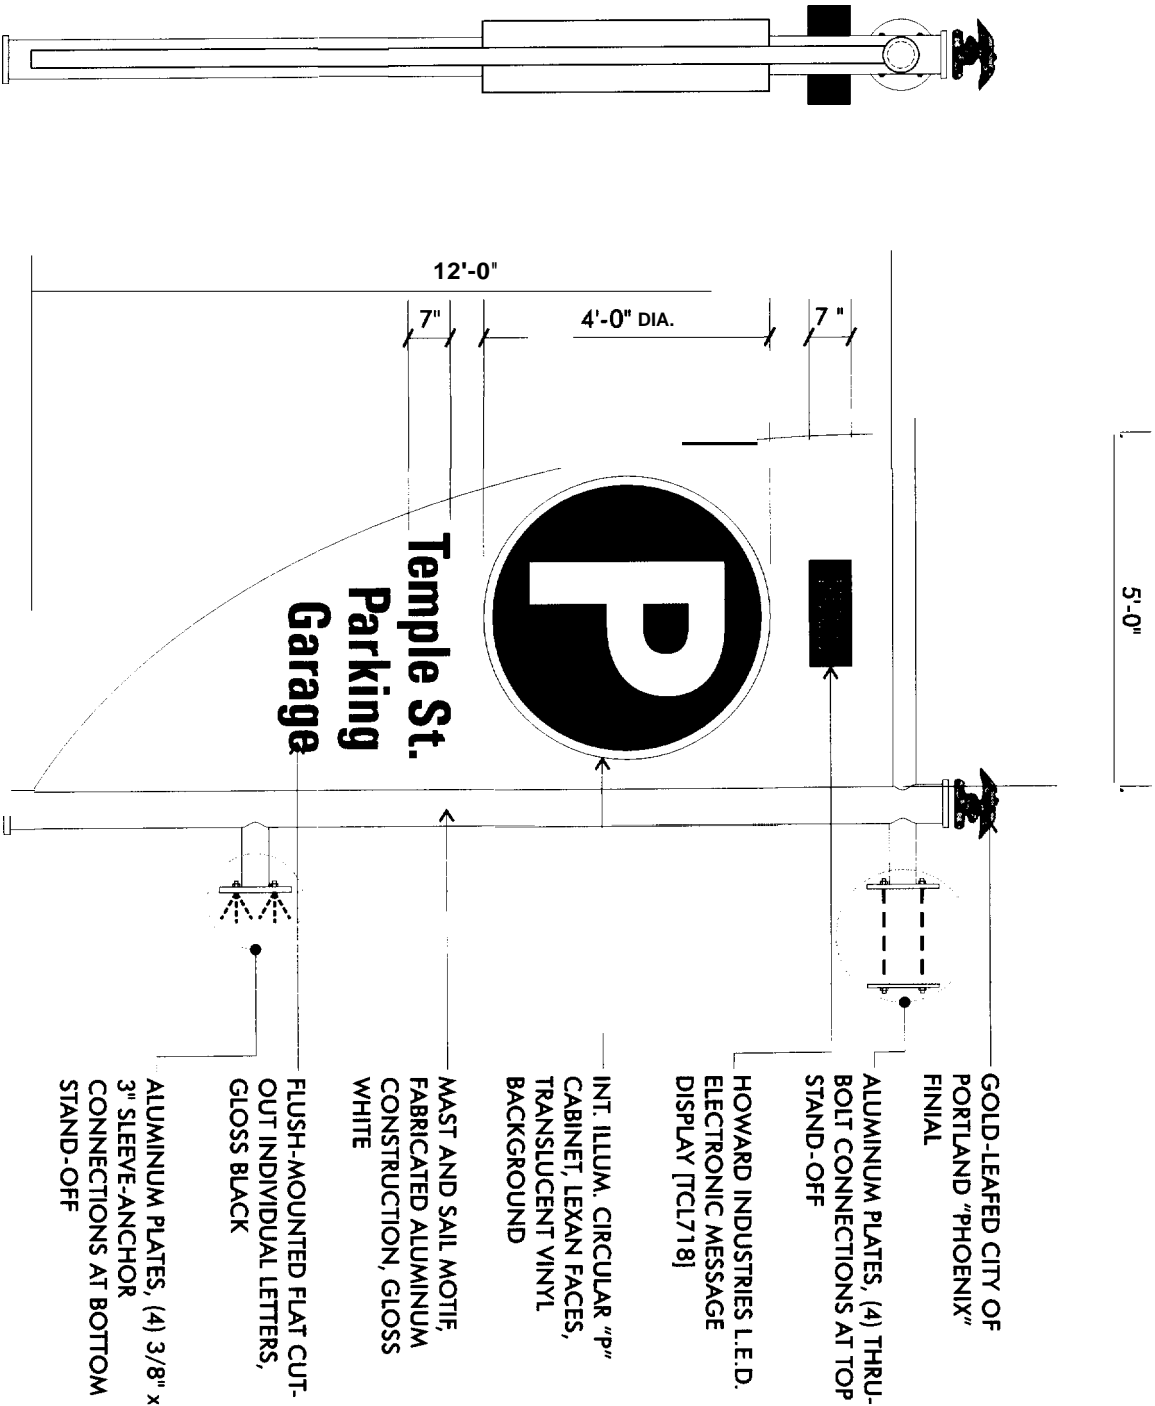 GOLD-LEAFED CITY OF
PORTLAND "PHOENIX"
FINIAL
ALUMINUM PLATES, (4) THRU-
BOLT CONNECTIONS AT TOP
STAND-OFF
HOWARD INDUSTRIES L.E.D.
ELECTRONIC MESSAGE
DISPLAY [TCL718]
INT. ILLUM. CIRCULAR "P"
CABINET, LEXAN FACES,
TRANSLUCENT VINYL
BACKGROUND
MAST AND SAIL MOTIF,
FABRICATED ALUMINUM
CONSTRUCTION, GLOSS
WHITE
FLUSH-MOUNTED FLAT CUT-
OUT INDIVIDUAL LETTERS,
GLOSS BLACK
ALUMINUM PLATES, (4) 3/8" x
3" SLEEVE-ANCHOR
CONNECTIONS AT BOTTOM
STAND-OFF
5'-0"
7 "
4'-0" DIA.
7"
12'-0"
P
Temple St.
Parking
Garage